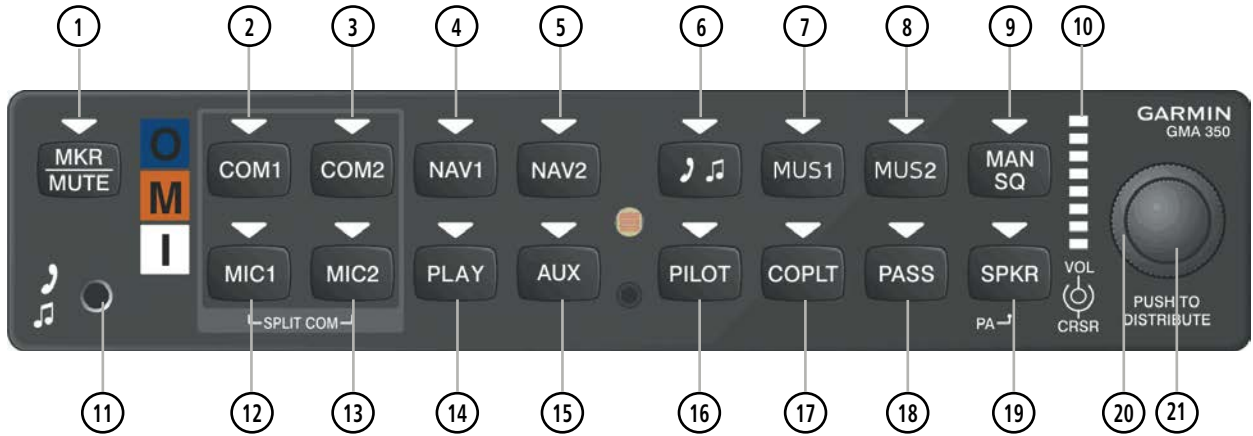 1 2 3 4 5 6 7 8 9 10
GARMIN
GMA 350
MKR
MUTE
O
M
I
COM1 COM2 NAV1 NAV2 MUS1 MUS2 MAN
SQ
MIC1 MIC2 PLAY AUX PILOT COPLT PASS SPKR
SPLIT COM
PA
VOL
CRSR
PUSH TO
DISTRIBUTE
11 12 13 14 15 16 17 18 19 20 21